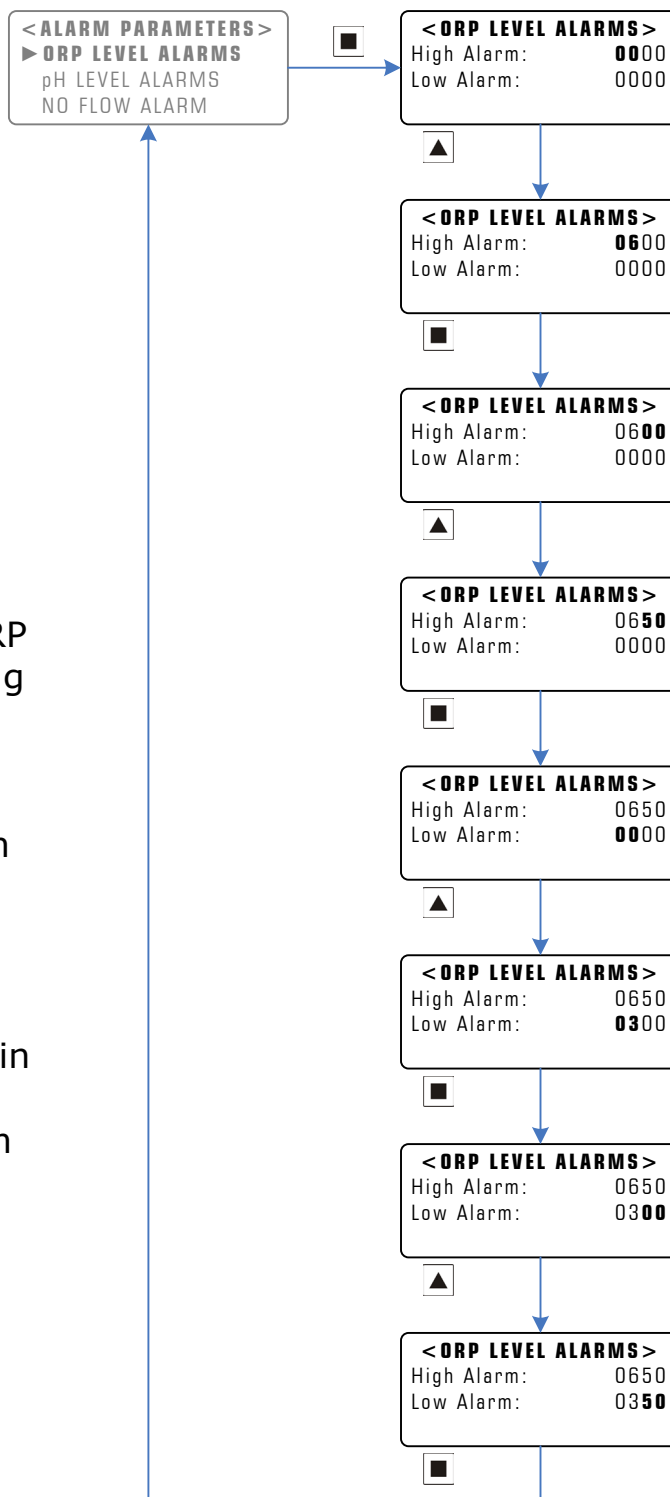 <ALARM PARAMETERS>
►ORP LEVEL ALARMS
pH LEVEL ALARMS
NO FLOW ALARM
<ORP LEVEL ALARMS>
High Alarm: 0000
Low Alarm: 0000
<ORP LEVEL ALARMS>
High Alarm: 0600
Low Alarm: 0000
<ORP LEVEL ALARMS>
High Alarm: 0600
Low Alarm: 0000
<ORP LEVEL ALARMS>
High Alarm: 0650
Low Alarm: 0000
<ORP LEVEL ALARMS>
High Alarm: 0650
Low Alarm: 0000
<ORP LEVEL ALARMS>
High Alarm: 0650
Low Alarm: 0300
<ORP LEVEL ALARMS>
High Alarm: 0650
Low Alarm: 0300
<ORP LEVEL ALARMS>
High Alarm: 0650
Low Alarm: 0350